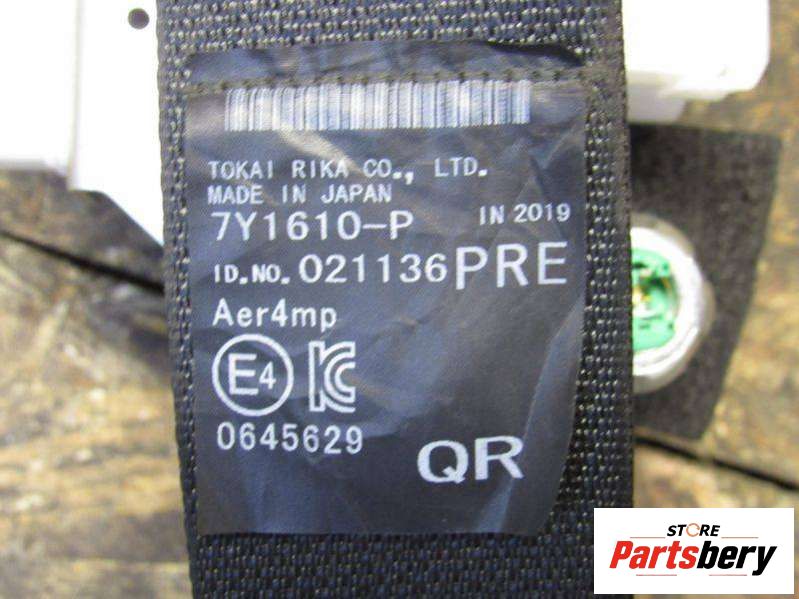 TOKAI RIKA CO., LTD.
MADE IN JAPAN
7Y1610-P IN 2019
ID.NO. 021136 PRE
Aer4mp
E4 KC
0645629
QR
STORE
Partsbery